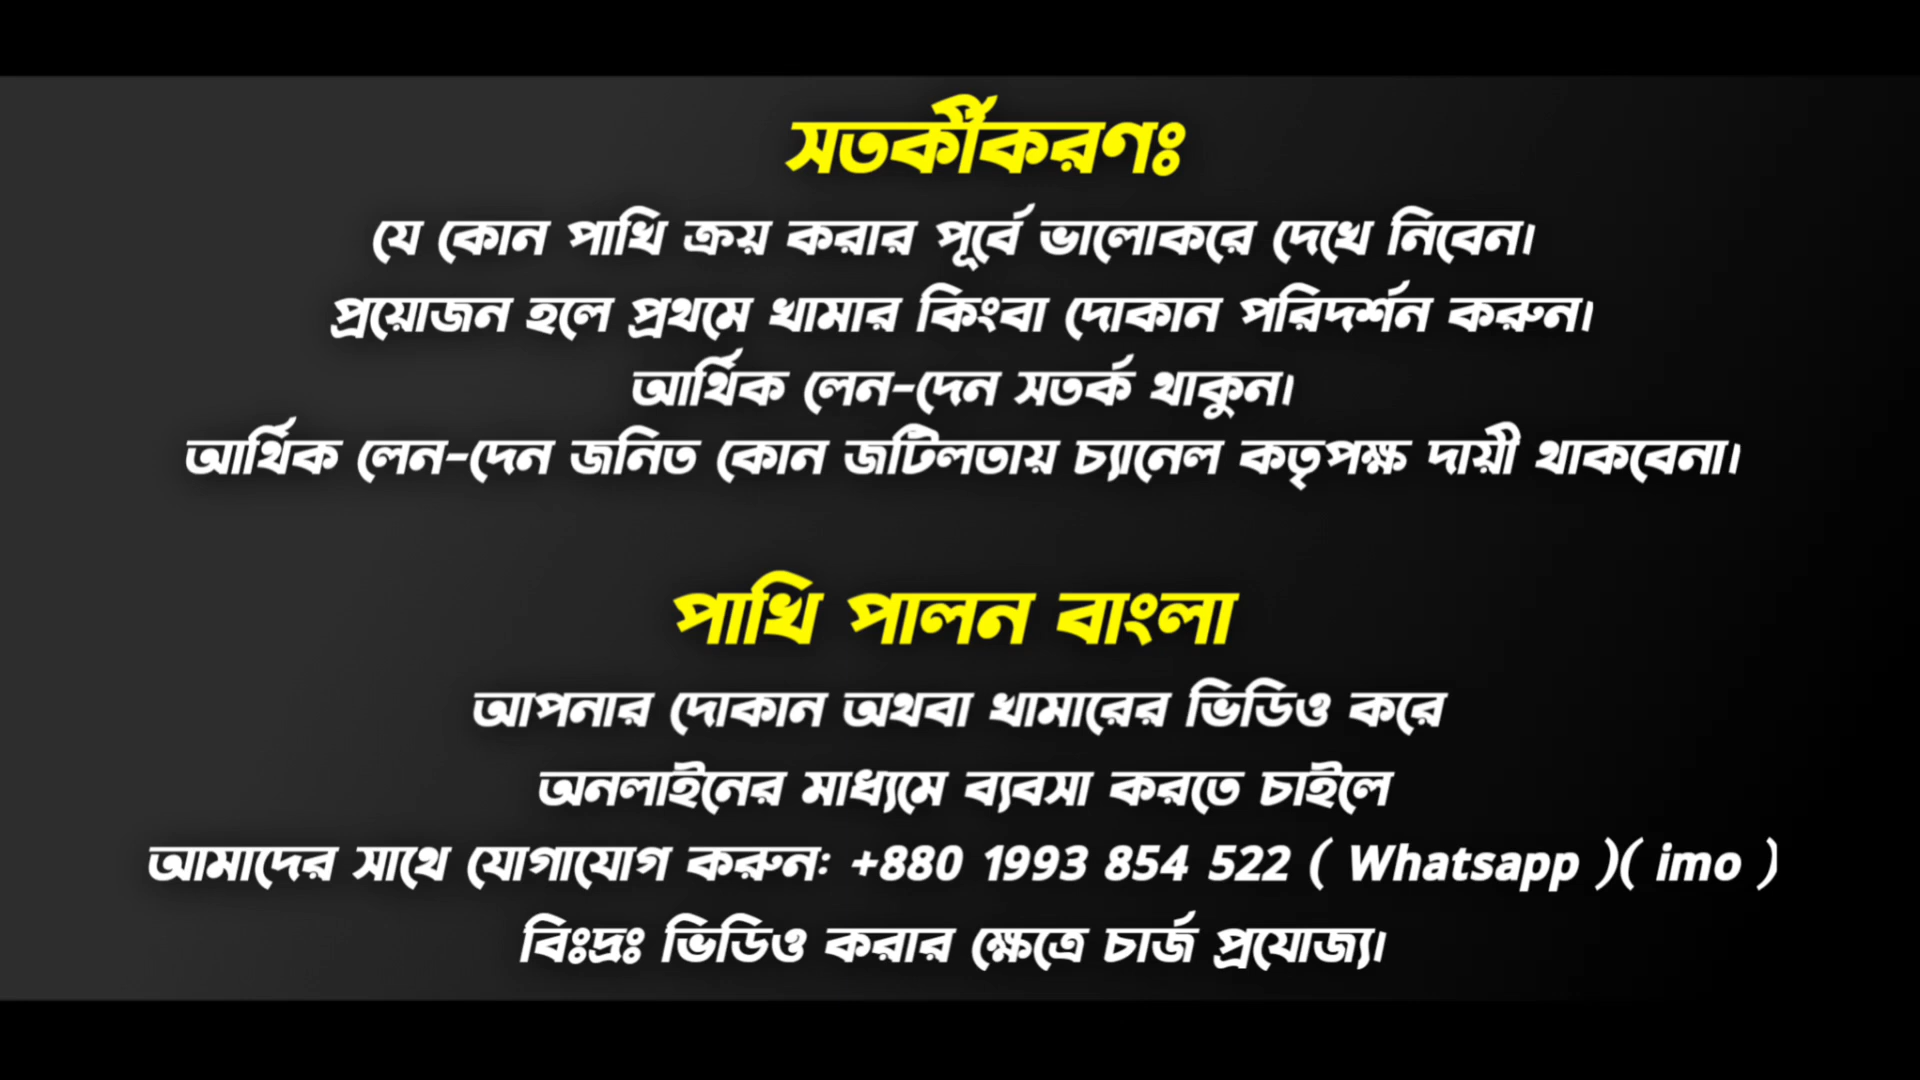 সতর্কীকরণঃ
যে কোন পাখি ক্রয় করার পূর্বে ভালোকরে দেখে নিবেন।
প্রয়োজন হলে প্রথমে খামার কিংবা দোকান পরিদর্শন করুন।
আর্থিক লেন-দেন সতর্ক থাকুন।
আর্থিক লেন-দেন জনিত কোন জটিলতায় চ্যানেল কতৃপক্ষ দায়ী থাকবেনা।
পাখি পালন বাংলা
আপনার দোকান অথবা খামারের ভিডিও করে
অনলাইনের মাধ্যমে ব্যবসা করতে চাইলে
আমাদের সাথে যোগাযোগ করুন: +880 1993 854 522 ( Whatsapp )( imo )
বিঃদ্রঃ ভিডিও করার ক্ষেত্রে চার্জ প্রযোজ্য।